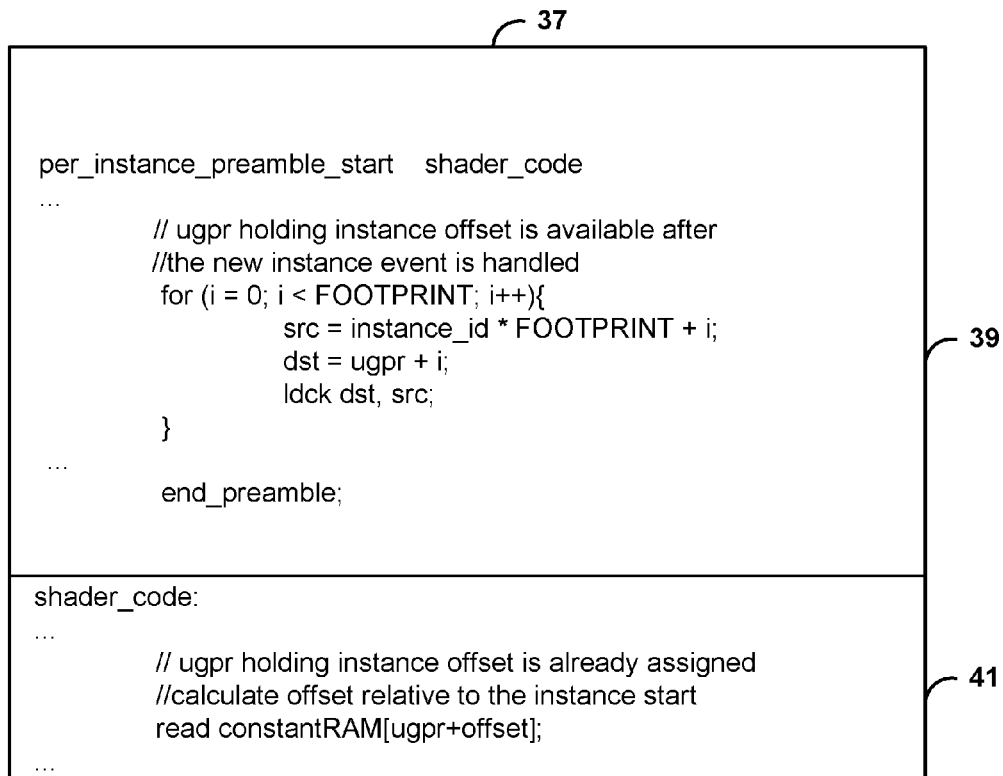 37
per_instance_preamble_start shader_code
...
// ugpr holding instance offset is available after
//the new instance event is handled
for (i = 0; i < FOOTPRINT; i++){
src = instance_id * FOOTPRINT + i;
39
dst = ugpr + i;
ldck dst, src;
}
...
end_preamble;
shader_code:
...
// ugpr holding instance offset is already assigned
41
//calculate offset relative to the instance start
read constantRAM[ugpr+offset];
...